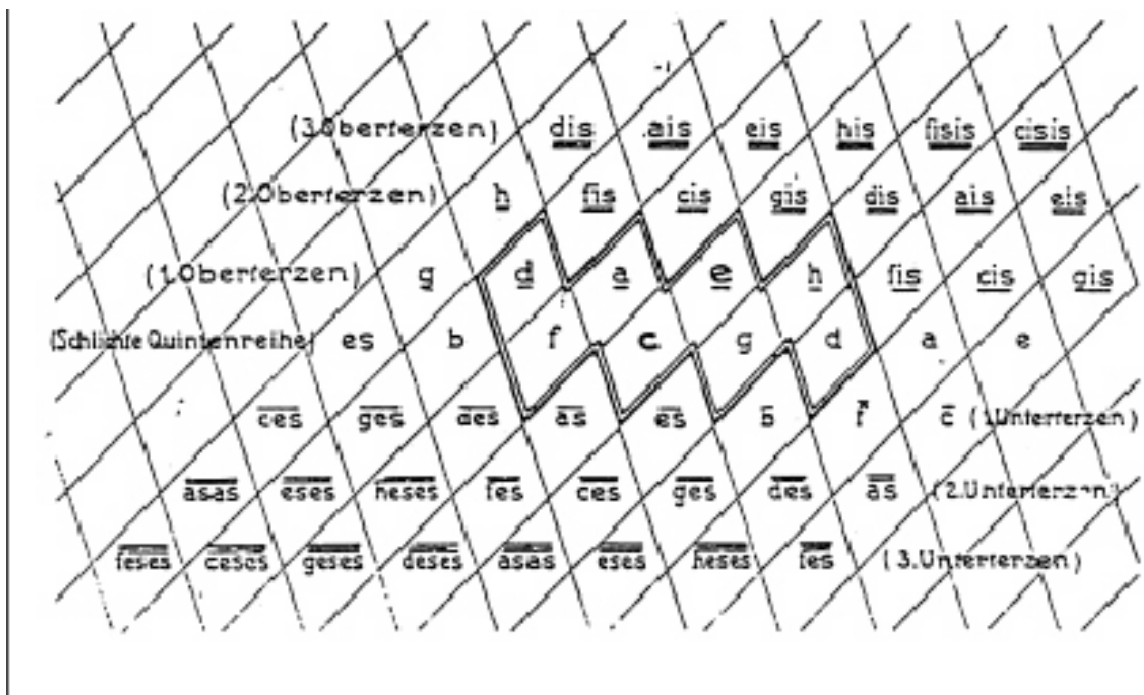 (3.Oberterzen) dis ais eis his fisis cisis
(2.Oberterzen) h fis cis gis dis ais eis
(1.Oberterzen) g d a e h fis cis gis
(Schlichte Quintenreihe) es b f c g d a e
ces ges des as es b f c (1.Unterterzen)
asas eses heses fes ces ges des as (2.Unterterzen)
feses ceses geses deses asas eses heses fes (3.Unterterzen)